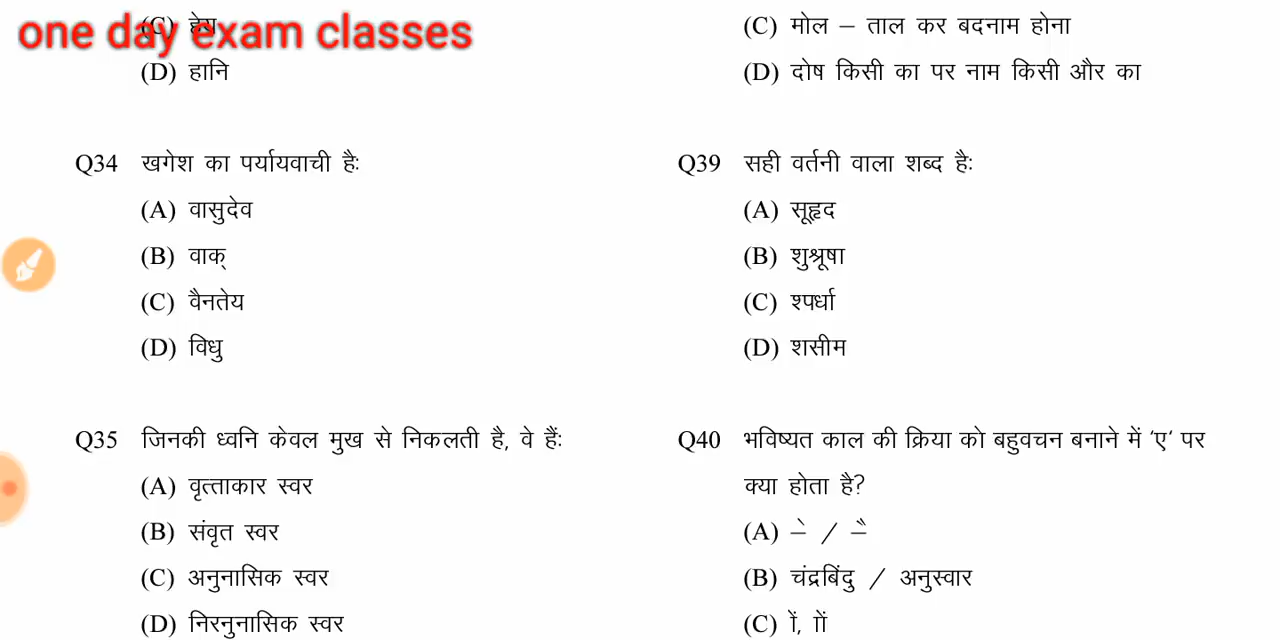 one day exam classes
(C) हेय
(D) हानि
Q34 खगेश का पर्यायवाची है:
(A) वासुदेव
(B) वाक्
(C) वैनतेय
(D) विधु
Q35 जिनकी ध्वनि केवल मुख से निकलती है, वे हैं:
(A) वृत्ताकार स्वर
(B) संवृत स्वर
(C) अनुनासिक स्वर
(D) निरनुनासिक स्वर
(C) मोल – ताल कर बदनाम होना
(D) दोष किसी का पर नाम किसी और का
Q39 सही वर्तनी वाला शब्द है:
(A) सूहृद
(B) शुश्रूषा
(C) श्पर्धा
(D) शसीम
Q40 भविष्यत काल की क्रिया को बहुवचन बनाने में 'ए' पर
क्या होता है?
(A) े / ै
(B) चंद्रबिंदु / अनुस्वार
(C) ें, ों